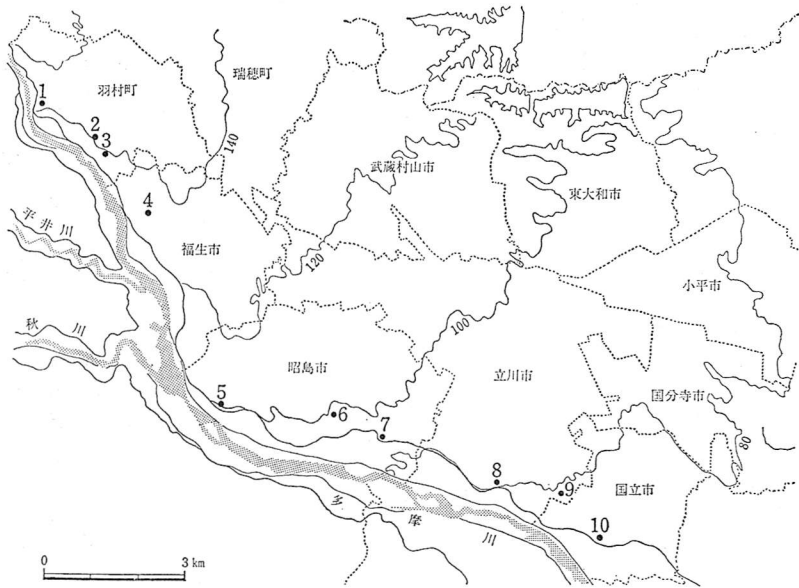 羽村町
瑞穂町
1
2
3
140
武蔵村山市
東大和市
4
平井川
福生市
120
小平市
秋川
100
昭島市
立川市
国分寺市
5
6
7
80
8
9
国立市
10
多摩川
0
3 km